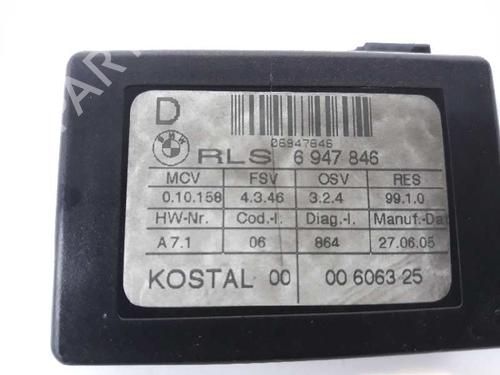 D
06947846
BMW
RLS 6 947 846
MCV FSV OSV RES
0.10.158 4.3.46 3.2.4 99.1.0
HW-Nr. Cod.-I. Diag.-I. Manuf.-Dat
A 7.1 06 864 27.06.05
KOSTAL 00 00 6063 25